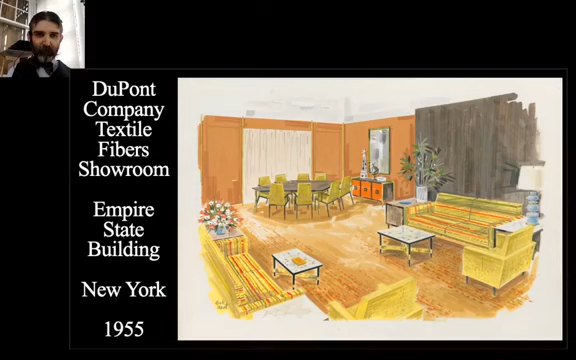 DuPont
Company
Textile
Fibers
Showroom
Empire
State
Building
New York
1955